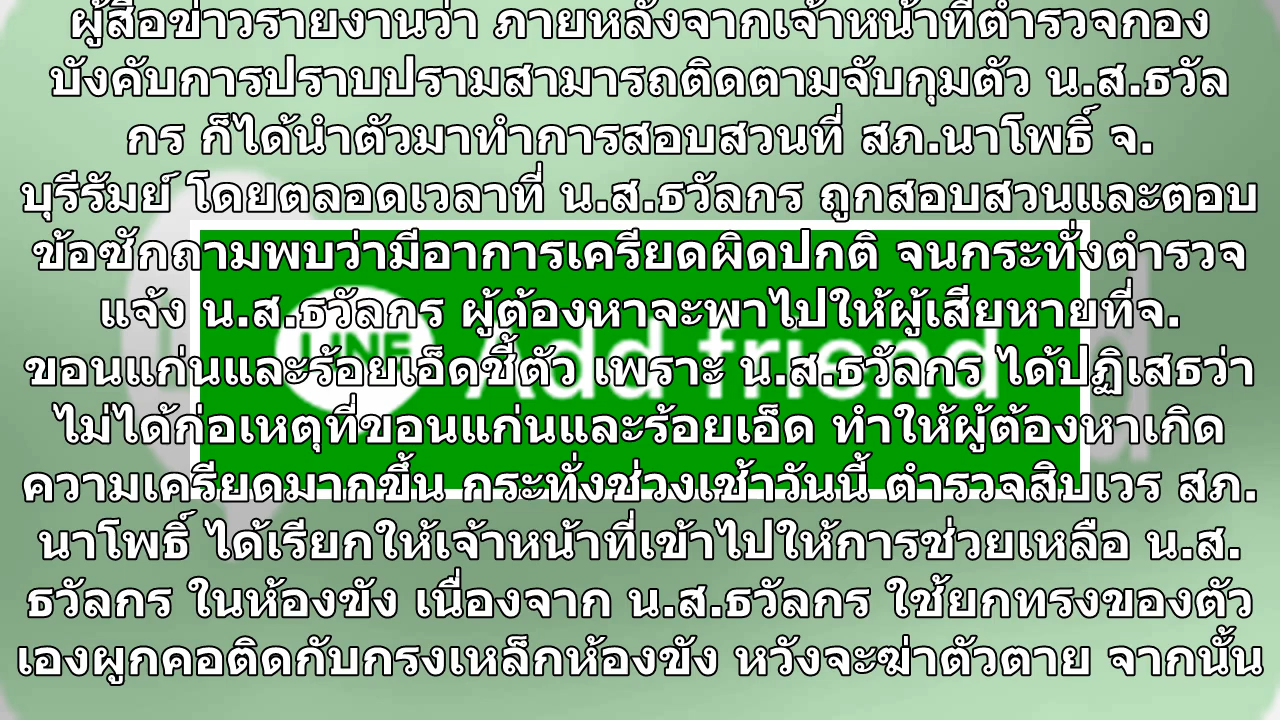 ผู้สื่อข่าวรายงานว่า ภายหลังจากเจ้าหน้าที่ตำรวจกอง
บังคับการปราบปรามสามารถติดตามจับกุมตัว น.ส.ธวัล
กร ก็ได้นำตัวมาทำการสอบสวนที่ สภ.นาโพธิ์ จ.
บุรีรัมย์ โดยตลอดเวลาที่ น.ส.ธวัลกร ถูกสอบสวนและตอบ
ข้อซักถามพบว่ามีอาการเครียดผิดปกติ จนกระทั่งตำรวจ
แจ้ง น.ส.ธวัลกร ผู้ต้องหาจะพาไปให้ผู้เสียหายที่จ.
ขอนแก่นและร้อยเอ็ดชี้ตัว เพราะ น.ส.ธวัลกร ได้ปฏิเสธว่า
ไม่ได้ก่อเหตุที่ขอนแก่นและร้อยเอ็ด ทำให้ผู้ต้องหาเกิด
ความเครียดมากขึ้น กระทั่งช่วงเช้าวันนี้ ตำรวจสิบเวร สภ.
นาโพธิ์ ได้เรียกให้เจ้าหน้าที่เข้าไปให้การช่วยเหลือ น.ส.
ธวัลกร ในห้องขัง เนื่องจาก น.ส.ธวัลกร ใช้ยกทรงของตัว
เองผูกคอติดกับกรงเหล็กห้องขัง หวังจะฆ่าตัวตาย จากนั้น
LINE Add friend